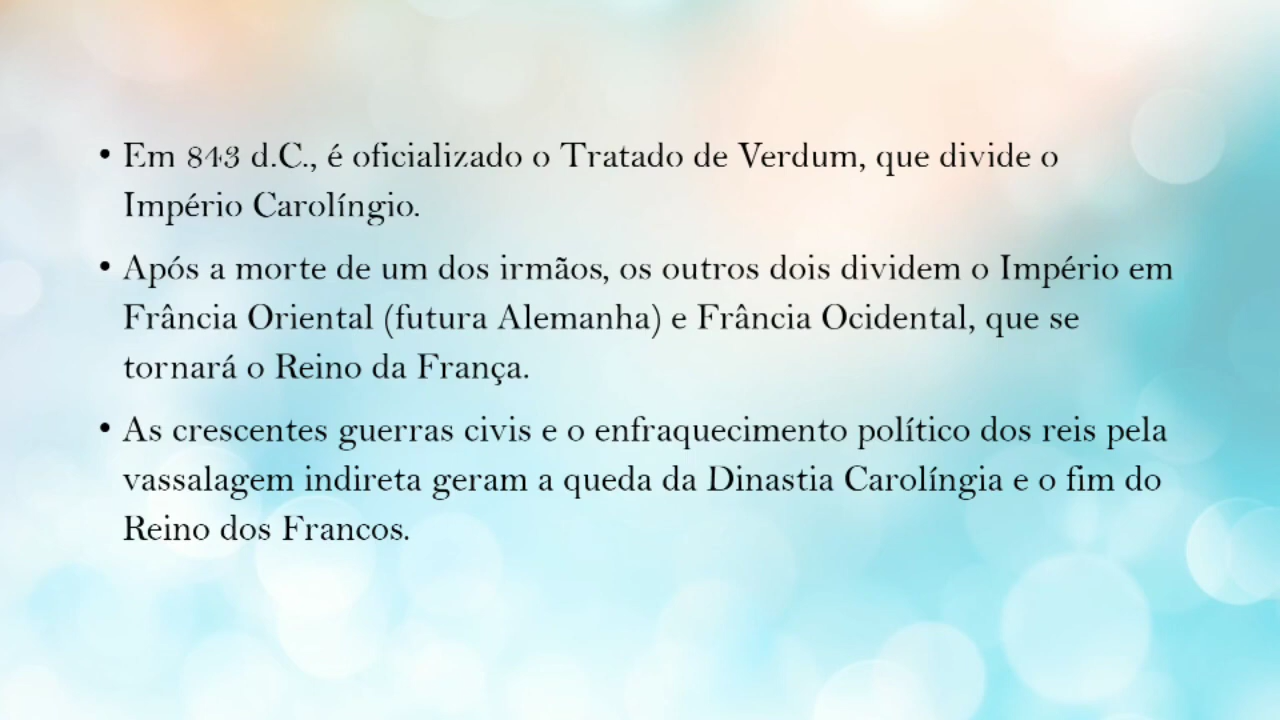 • Em 843 d.C., é oficializado o Tratado de Verdum, que divide o
Império Carolíngio.
• Após a morte de um dos irmãos, os outros dois dividem o Império em
Frância Oriental (futura Alemanha) e Frância Ocidental, que se
tornará o Reino da França.
• As crescentes guerras civis e o enfraquecimento político dos reis pela
vassalagem indireta geram a queda da Dinastia Carolíngia e o fim do
Reino dos Francos.